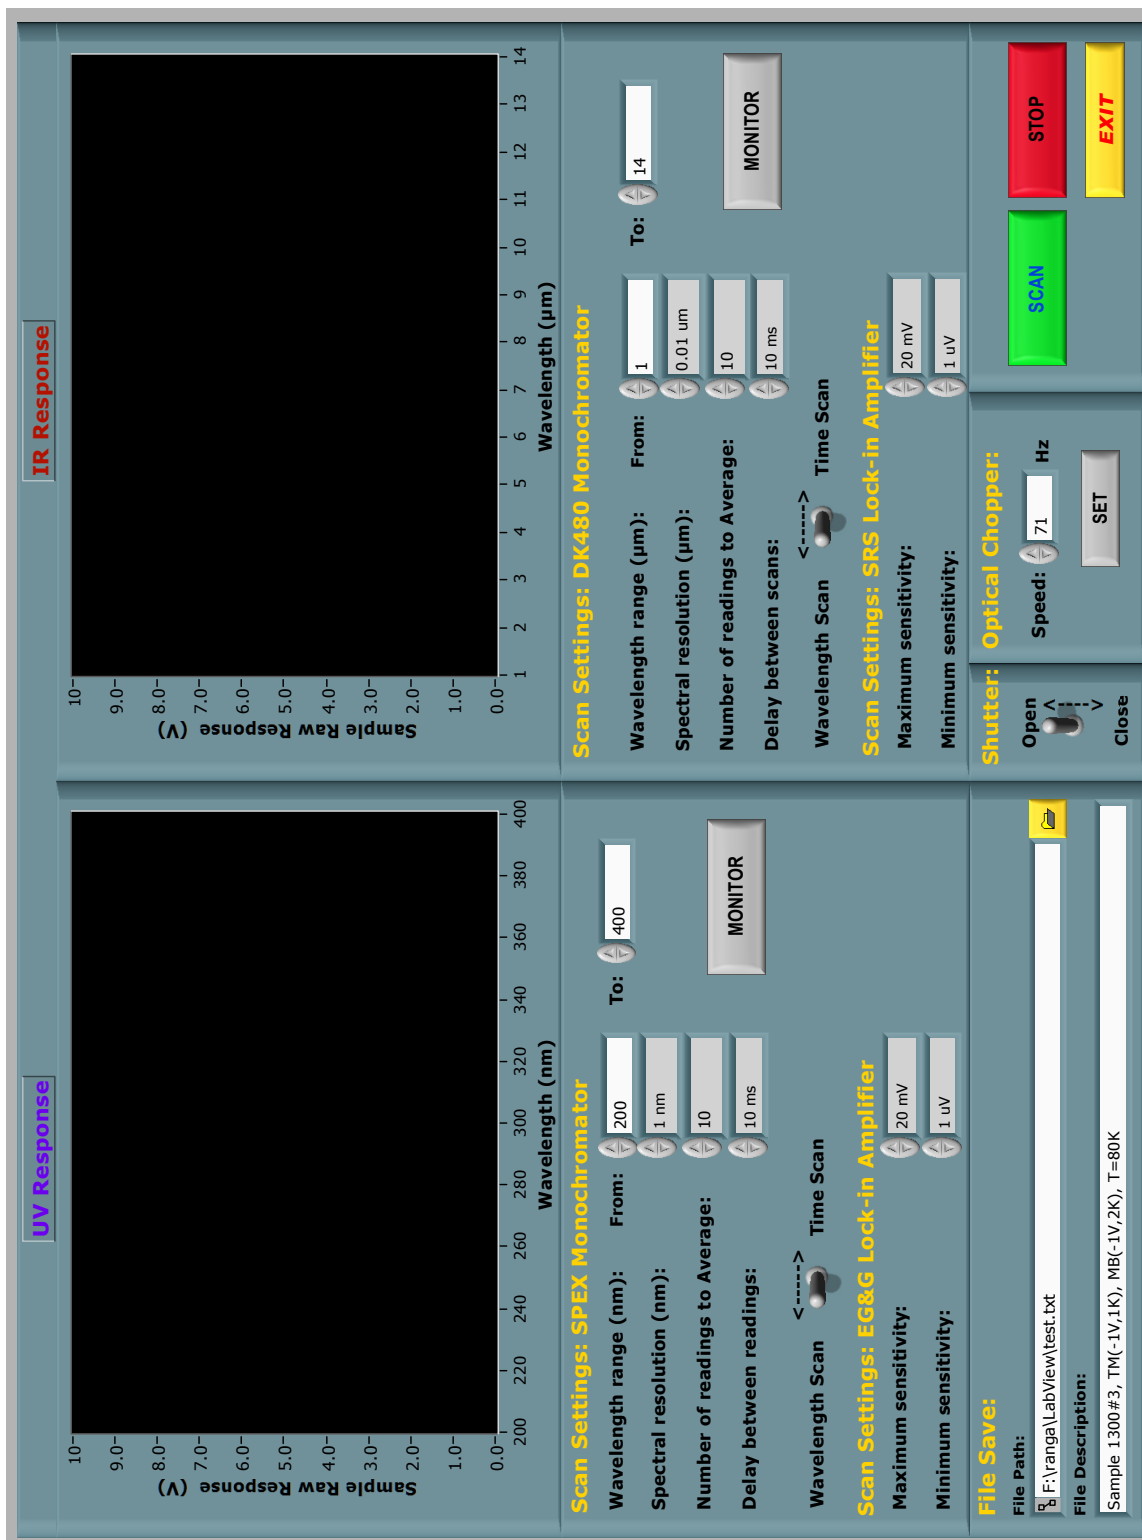 UV Response
10
9.0
8.0
7.0
6.0
5.0
4.0
3.0
2.0
1.0
0.0
Sample Raw Response (V)
200 220 240 260 280 300 320 340 360 380 400
Wavelength (nm)
IR Response
10
9.0
8.0
7.0
6.0
5.0
4.0
3.0
2.0
1.0
0.0
Sample Raw Response (V)
1 2 3 4 5 6 7 8 9 10 11 12 13 14
Wavelength (µm)
Scan Settings: SPEX Monochromator
Wavelength range (nm): From: 200 To: 400
Spectral resolution (nm): 1 nm
Number of readings to Average: 10
Delay between readings: 10 ms
MONITOR
<----->
Wavelength Scan Time Scan
Scan Settings: EG&G Lock-in Amplifier
Maximum sensitivity: 20 mV
Minimum sensitivity: 1 uV
Scan Settings: DK480 Monochromator
Wavelength range (µm): From: 1 To: 14
Spectral resolution (µm): 0.01 um
Number of readings to Average: 10
Delay between scans: 10 ms
MONITOR
<----->
Wavelength Scan Time Scan
Scan Settings: SRS Lock-in Amplifier
Maximum sensitivity: 20 mV
Minimum sensitivity: 1 uV
File Save:
File Path:
F:\ranga\LabView\test.txt
File Description:
Sample 1300#3, TM(-1V,1K), MB(-1V,2K), T=80K
Shutter:
Open
<----->
Close
Optical Chopper:
Speed: 71 Hz
SET
SCAN
STOP
EXIT